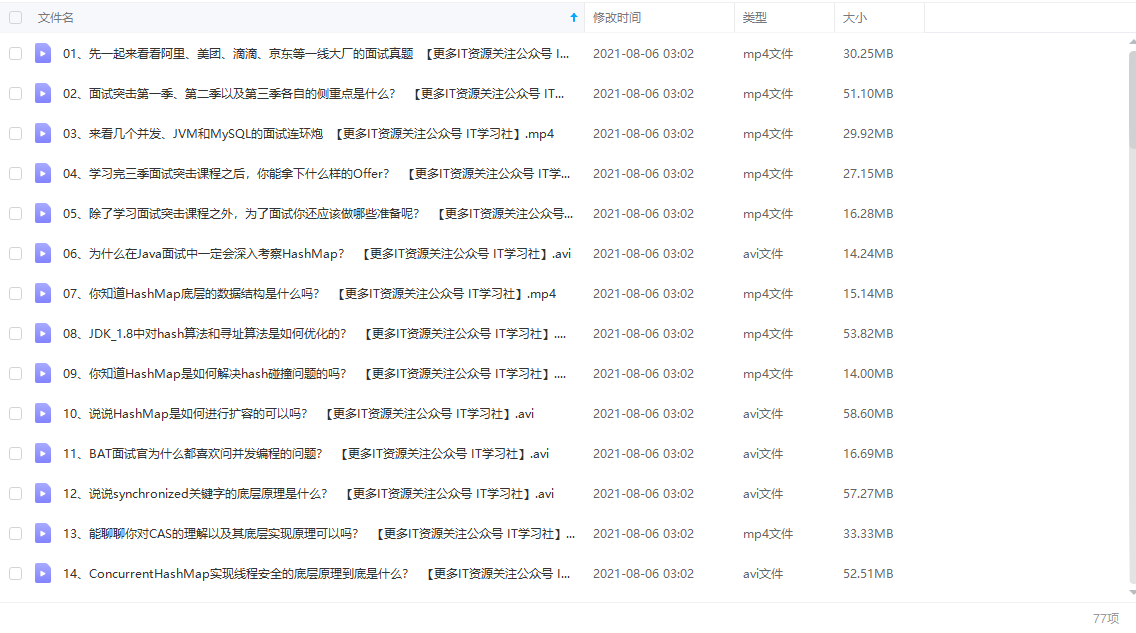 文件名 修改时间 类型 大小
01、先一起来看看阿里、美团、滴滴、京东等一线大厂的面试真题 【更多IT资源关注公众号 I... 2021-08-06 03:02 mp4文件 30.25MB
02、面试突击第一季、第二季以及第三季各自的侧重点是什么？ 【更多IT资源关注公众号 IT... 2021-08-06 03:02 mp4文件 51.10MB
03、来看几个并发、JVM和MySQL的面试连环炮 【更多IT资源关注公众号 IT学习社】.mp4 2021-08-06 03:02 mp4文件 29.92MB
04、学习完三季面试突击课程之后，你能拿下什么样的Offer？ 【更多IT资源关注公众号 IT学... 2021-08-06 03:02 mp4文件 27.15MB
05、除了学习面试突击课程之外，为了面试你还应该做哪些准备呢？ 【更多IT资源关注公众号... 2021-08-06 03:02 mp4文件 16.28MB
06、为什么在Java面试中一定会深入考察HashMap？ 【更多IT资源关注公众号 IT学习社】.avi 2021-08-06 03:02 avi文件 14.24MB
07、你知道HashMap底层的数据结构是什么吗？ 【更多IT资源关注公众号 IT学习社】.mp4 2021-08-06 03:02 mp4文件 15.14MB
08、JDK_1.8中对hash算法和寻址算法是如何优化的？ 【更多IT资源关注公众号 IT学习社】.... 2021-08-06 03:02 mp4文件 53.82MB
09、你知道HashMap是如何解决hash碰撞问题的吗？ 【更多IT资源关注公众号 IT学习社】.... 2021-08-06 03:02 mp4文件 14.00MB
10、说说HashMap是如何进行扩容的可以吗？ 【更多IT资源关注公众号 IT学习社】.avi 2021-08-06 03:02 avi文件 58.60MB
11、BAT面试官为什么都喜欢问并发编程的问题？ 【更多IT资源关注公众号 IT学习社】.avi 2021-08-06 03:02 avi文件 16.69MB
12、说说synchronized关键字的底层原理是什么？ 【更多IT资源关注公众号 IT学习社】.avi 2021-08-06 03:02 avi文件 57.27MB
13、能聊聊你对CAS的理解以及其底层实现原理可以吗？ 【更多IT资源关注公众号 IT学习社】... 2021-08-06 03:02 mp4文件 33.33MB
14、ConcurrentHashMap实现线程安全的底层原理到底是什么？ 【更多IT资源关注公众号 I... 2021-08-06 03:02 avi文件 52.51MB
77项